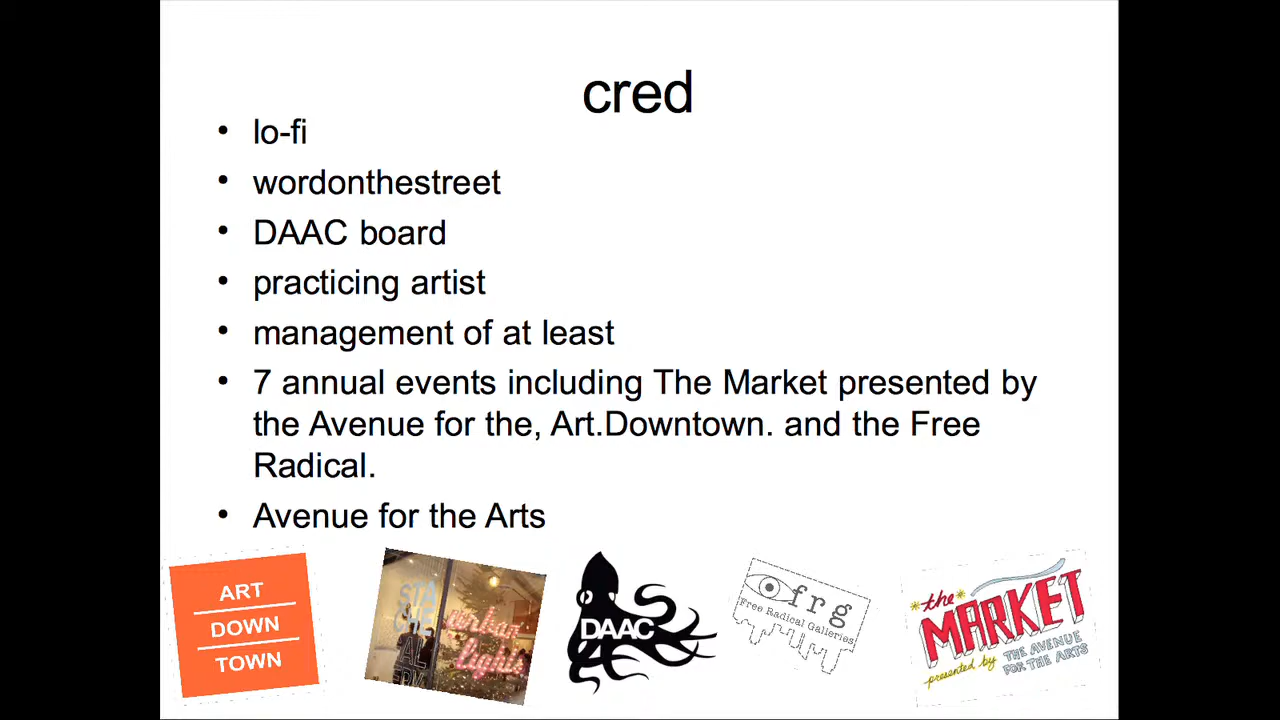 cred
• lo-fi
• wordonthestreet
• DAAC board
• practicing artist
• management of at least
• 7 annual events including The Market presented by
the Avenue for the, Art.Downtown. and the Free
Radical.
• Avenue for the Arts
ART
DOWN
TOWN
urban
lights
DAAC
frg
Free Radical Galleries
the
MARKET
presented by THE AVENUE
FOR THE ARTS